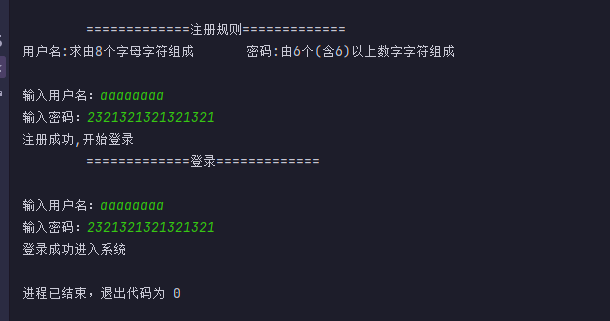 =============注册规则=============
用户名:求由8个字母字符组成 密码:由6个(含6)以上数字字符组成
输入用户名：aaaaaaaa
输入密码：2321321321321321
注册成功,开始登录
=============登录=============
输入用户名：aaaaaaaa
输入密码：2321321321321321
登录成功进入系统
进程已结束，退出代码为 0